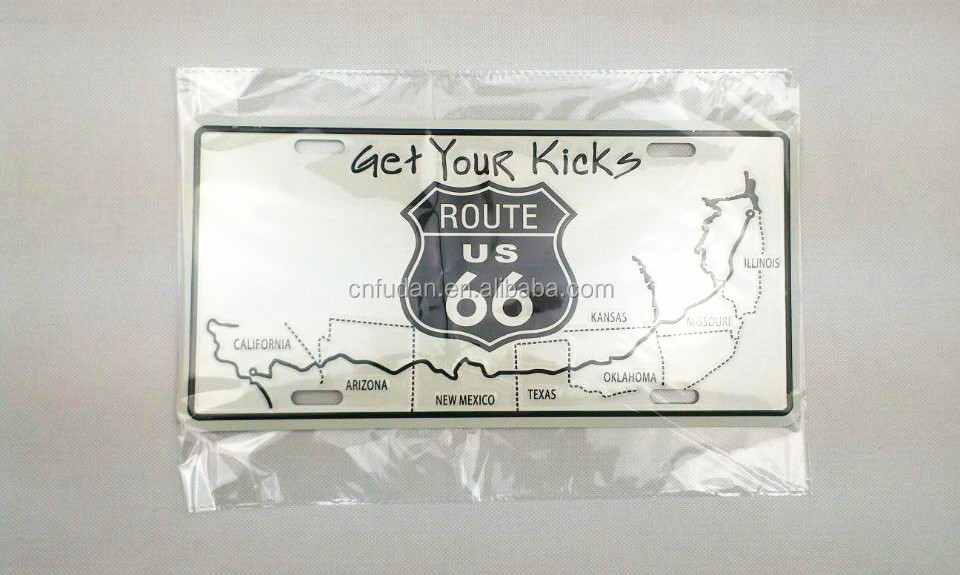 Get Your Kicks
ROUTE
US
66
cnfudan.en.alibaba.com
ILLINOIS
KANSAS
MISSOURI
CALIFORNIA
ARIZONA
NEW MEXICO
TEXAS
OKLAHOMA